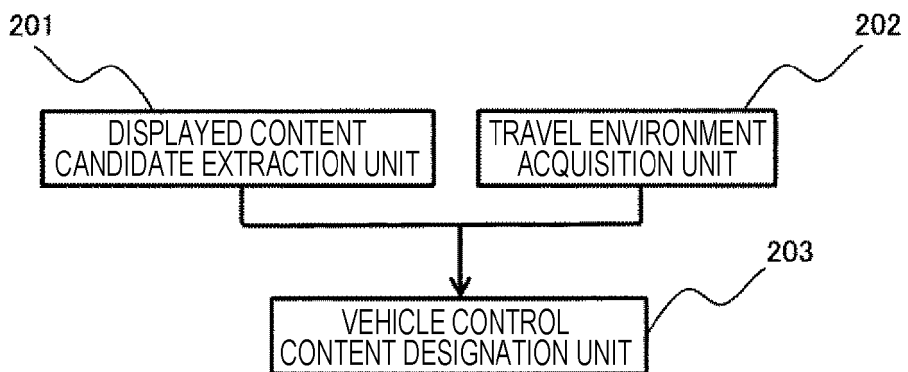 201
202
DISPLAYED CONTENT
CANDIDATE EXTRACTION UNIT
TRAVEL ENVIRONMENT
ACQUISITION UNIT
203
VEHICLE CONTROL
CONTENT DESIGNATION UNIT